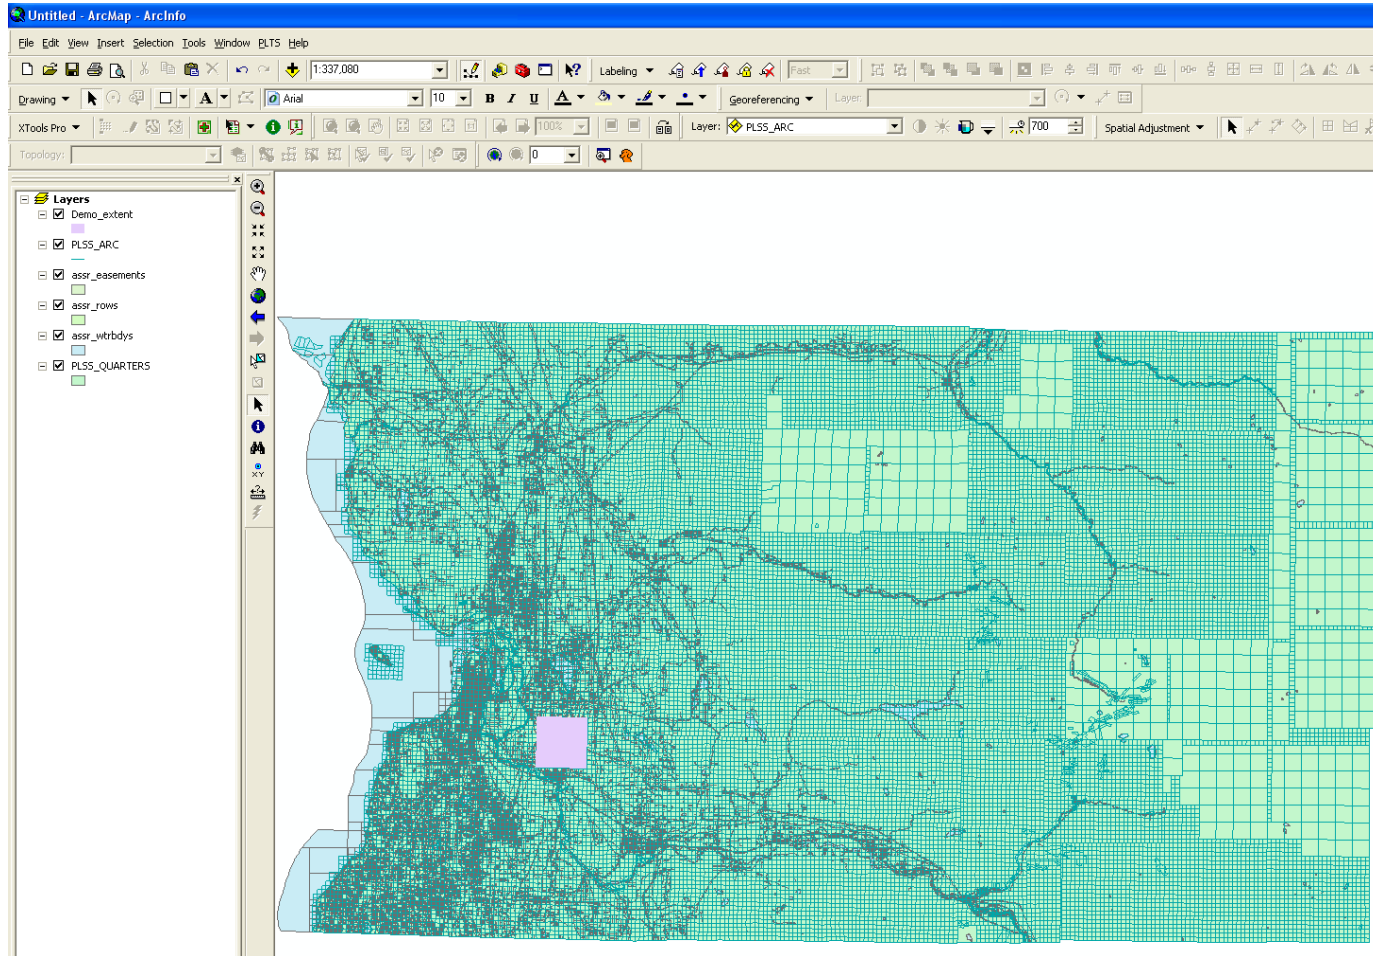 Untitled - ArcMap - ArcInfo
File Edit View Insert Selection Tools Window PLTS Help
1:337,080 Labeling Fast
Drawing A Arial 10 B I U A Georeferencing Layer:
XTools Pro 100% Layer: PLSS_ARC 700 Spatial Adjustment
Topology: 0
Layers
Demo_extent
PLSS_ARC
assr_easements
assr_rows
assr_wtrbdys
PLSS_QUARTERS
XY